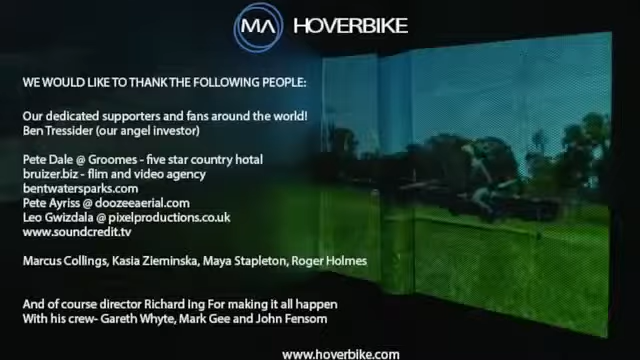 MA HOVERBIKE
WE WOULD LIKE TO THANK THE FOLLOWING PEOPLE:
Our dedicated supporters and fans around the world!
Ben Tressider (our angel investor)
Pete Dale @ Groomes - five star country hotal
bruizer.biz - flim and video agency
bentwatersparks.com
Pete Ayriss @ doozeeaerial.com
Leo Gwizdala @ pixelproductions.co.uk
www.soundcredit.tv
Marcus Collings, Kasia Zieminska, Maya Stapleton, Roger Holmes
And of course director Richard Ing For making it all happen
With his crew- Gareth Whyte, Mark Gee and John Fensom
www.hoverbike.com